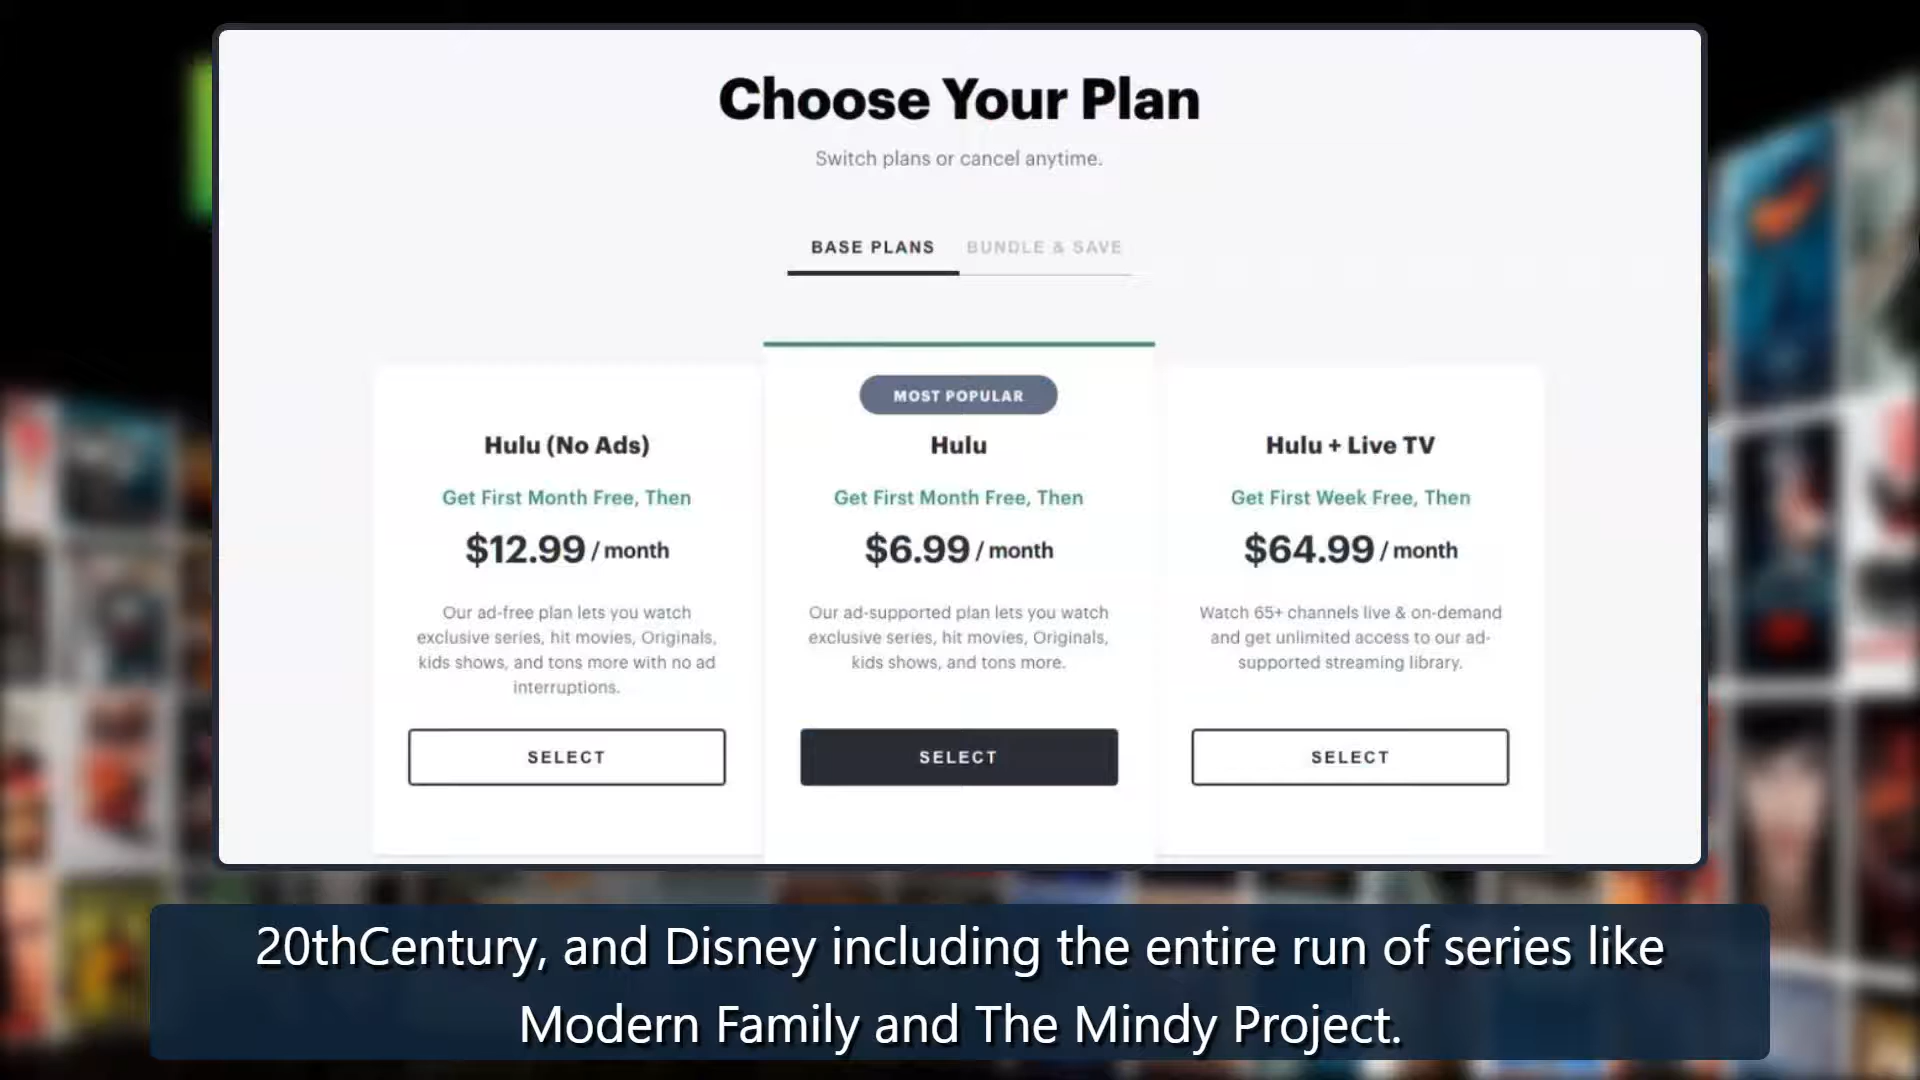 Choose Your Plan
Switch plans or cancel anytime.
BASE PLANS
BUNDLE & SAVE
Hulu (No Ads)
Get First Month Free, Then
$12.99 / month
Our ad-free plan lets you watch
exclusive series, hit movies, Originals,
kids shows, and tons more with no ad
interruptions.
SELECT
MOST POPULAR
Hulu
Get First Month Free, Then
$6.99 / month
Our ad-supported plan lets you watch
exclusive series, hit movies, Originals,
kids shows, and tons more.
SELECT
Hulu + Live TV
Get First Week Free, Then
$64.99 / month
Watch 65+ channels live & on-demand
and get unlimited access to our ad-
supported streaming library.
SELECT
20thCentury, and Disney including the entire run of series like
Modern Family and The Mindy Project.